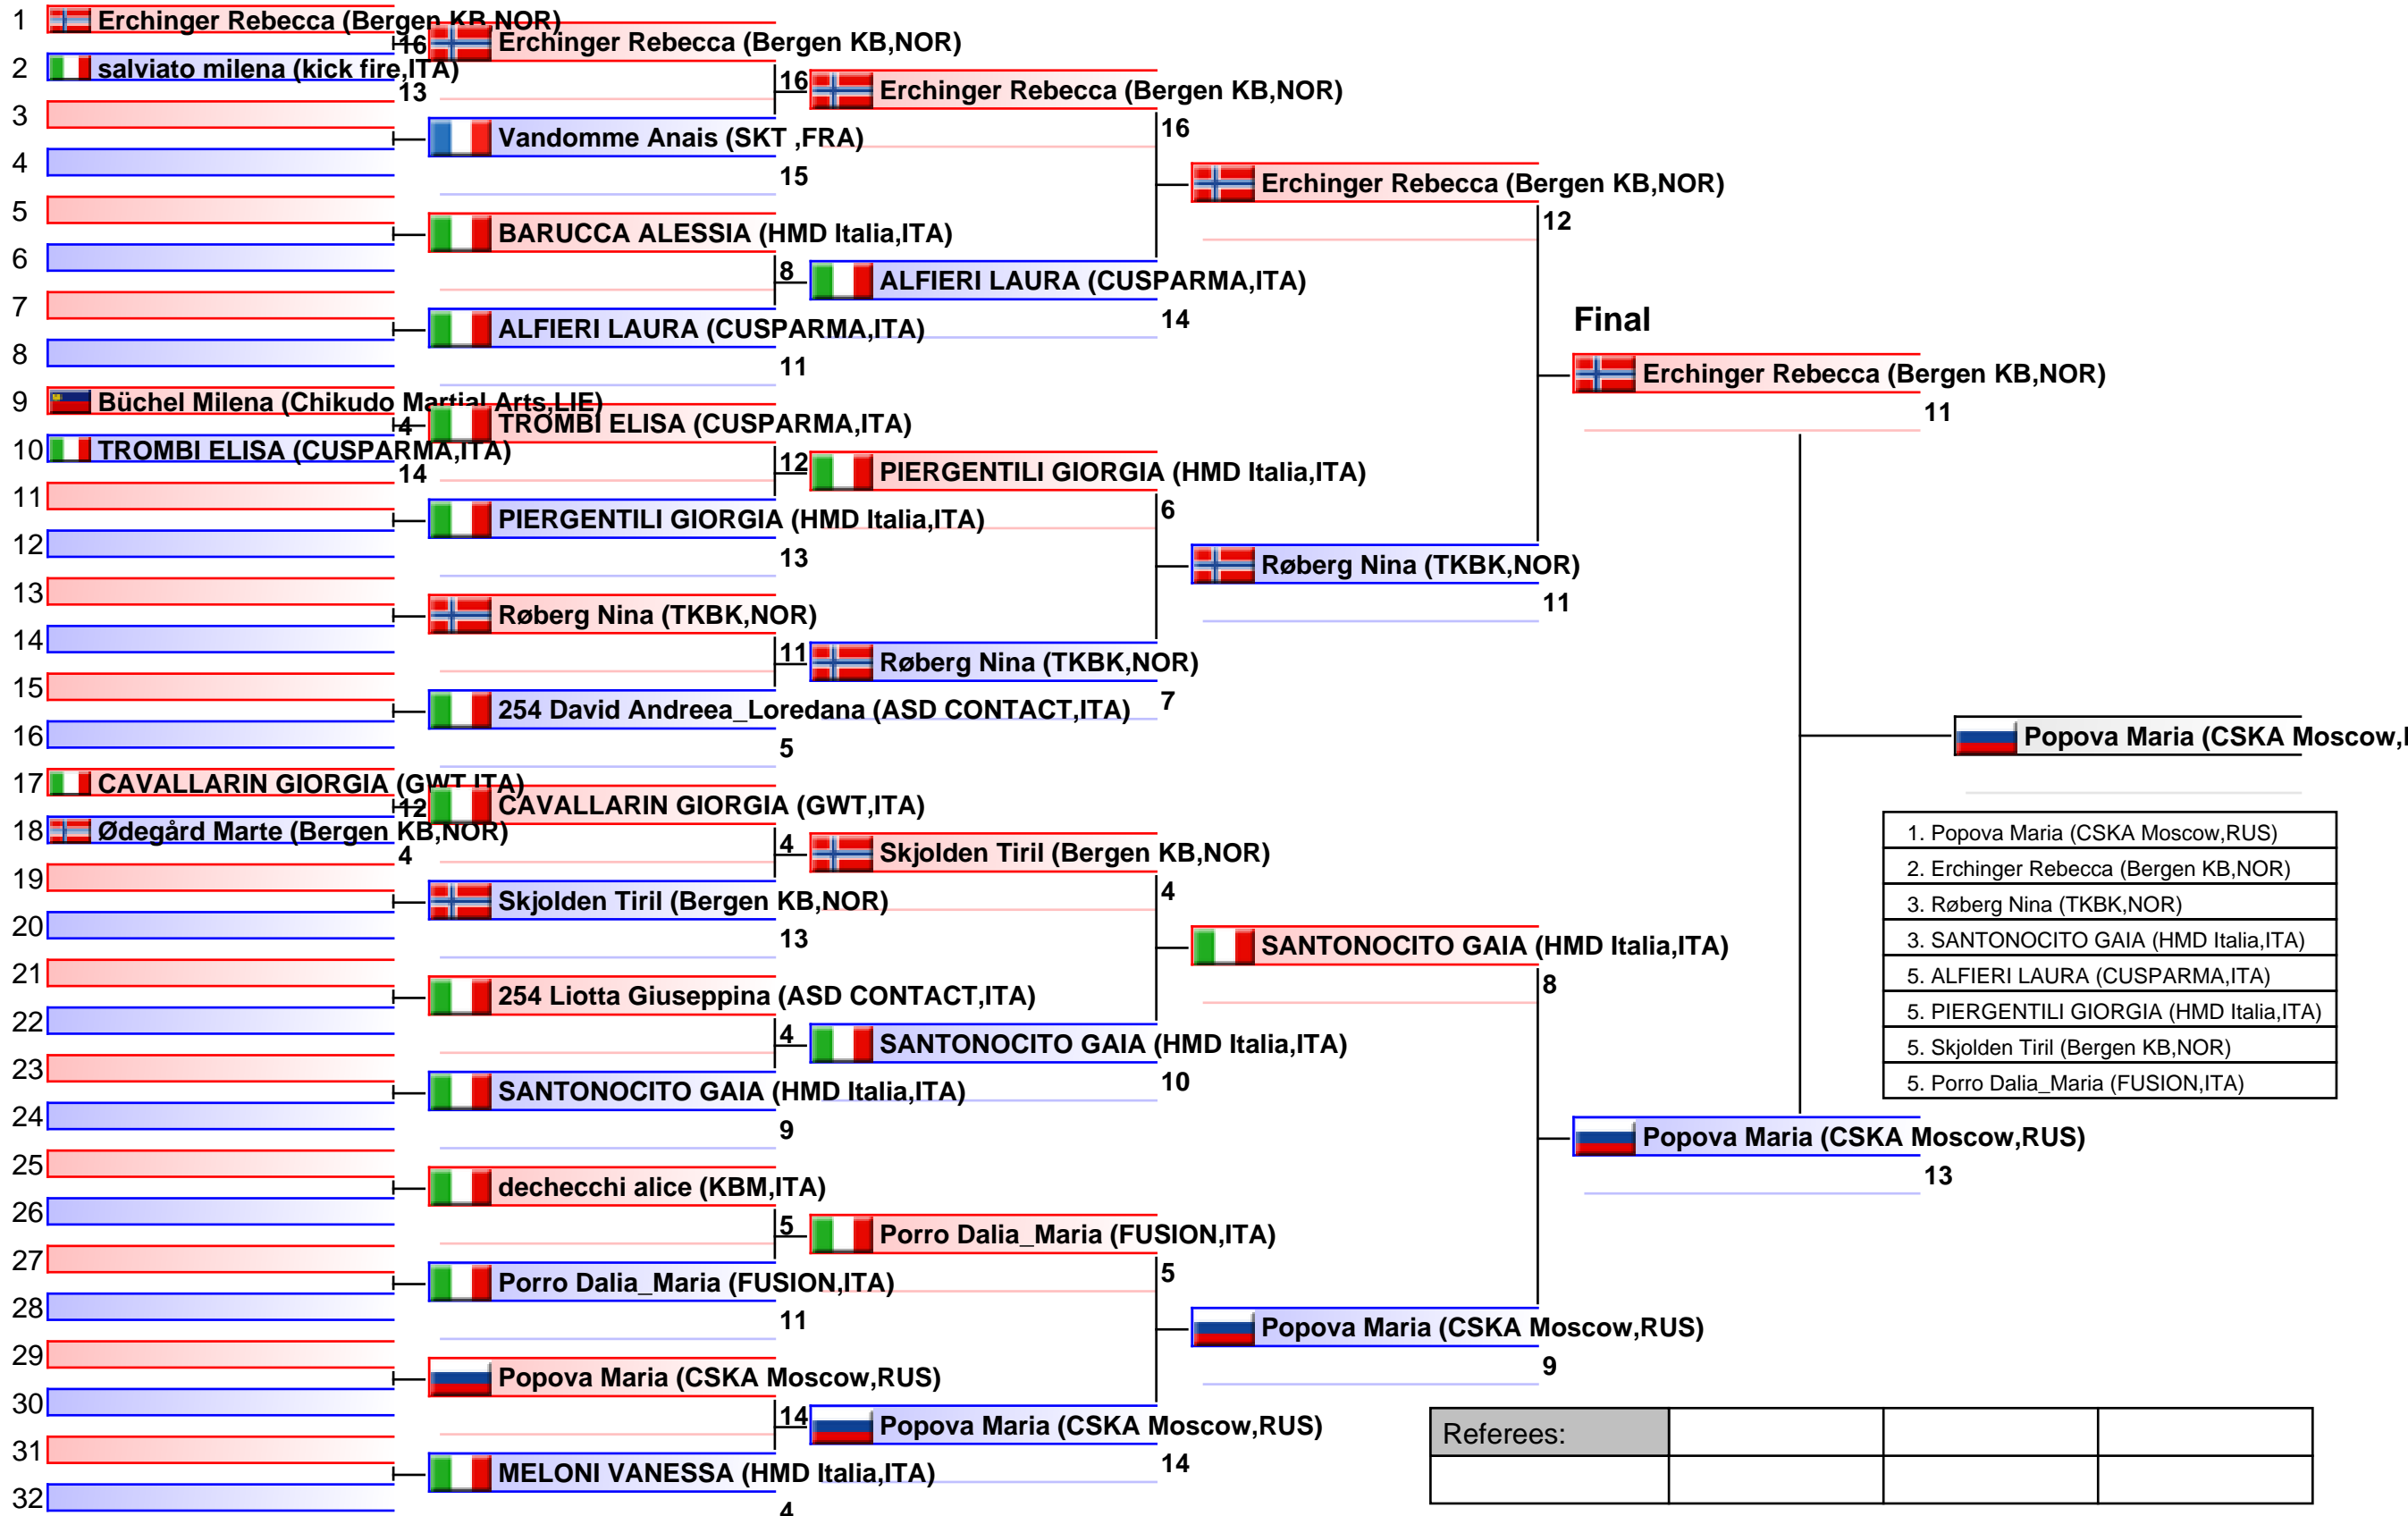 1 Erchinger Rebecca (Bergen KB,NOR)
16
2 salviato milena (kick fire,ITA)
13
3
4
5
6
7
8
9 Büchel Milena (Chikudo Martial Arts,LIE)
4
10 TROMBI ELISA (CUSPARMA,ITA)
14
11
12
13
14
15
16
17 CAVALLARIN GIORGIA (GWT,ITA)
12
18 Ødegård Marte (Bergen KB,NOR)
4
19
20
21
22
23
24
25
26
27
28
29
30
31
32
Erchinger Rebecca (Bergen KB,NOR)
16
Vandomme Anais (SKT ,FRA)
15
BARUCCA ALESSIA (HMD Italia,ITA)
8
ALFIERI LAURA (CUSPARMA,ITA)
11
TROMBI ELISA (CUSPARMA,ITA)
12
PIERGENTILI GIORGIA (HMD Italia,ITA)
13
Røberg Nina (TKBK,NOR)
11
254 David Andreea_Loredana (ASD CONTACT,ITA)
5
CAVALLARIN GIORGIA (GWT,ITA)
4
Skjolden Tiril (Bergen KB,NOR)
13
254 Liotta Giuseppina (ASD CONTACT,ITA)
4
SANTONOCITO GAIA (HMD Italia,ITA)
9
dechecchi alice (KBM,ITA)
5
Porro Dalia_Maria (FUSION,ITA)
11
Popova Maria (CSKA Moscow,RUS)
14
MELONI VANESSA (HMD Italia,ITA)
4
Erchinger Rebecca (Bergen KB,NOR)
16
ALFIERI LAURA (CUSPARMA,ITA)
14
PIERGENTILI GIORGIA (HMD Italia,ITA)
6
Røberg Nina (TKBK,NOR)
7
Skjolden Tiril (Bergen KB,NOR)
4
SANTONOCITO GAIA (HMD Italia,ITA)
10
Porro Dalia_Maria (FUSION,ITA)
5
Popova Maria (CSKA Moscow,RUS)
14
Erchinger Rebecca (Bergen KB,NOR)
12
Røberg Nina (TKBK,NOR)
11
SANTONOCITO GAIA (HMD Italia,ITA)
8
Popova Maria (CSKA Moscow,RUS)
9
Final
Erchinger Rebecca (Bergen KB,NOR)
11
Popova Maria (CSKA Moscow,RUS)
13
Popova Maria (CSKA Moscow,
1. Popova Maria (CSKA Moscow,RUS)
2. Erchinger Rebecca (Bergen KB,NOR)
3. Røberg Nina (TKBK,NOR)
3. SANTONOCITO GAIA (HMD Italia,ITA)
5. ALFIERI LAURA (CUSPARMA,ITA)
5. PIERGENTILI GIORGIA (HMD Italia,ITA)
5. Skjolden Tiril (Bergen KB,NOR)
5. Porro Dalia_Maria (FUSION,ITA)
Referees: